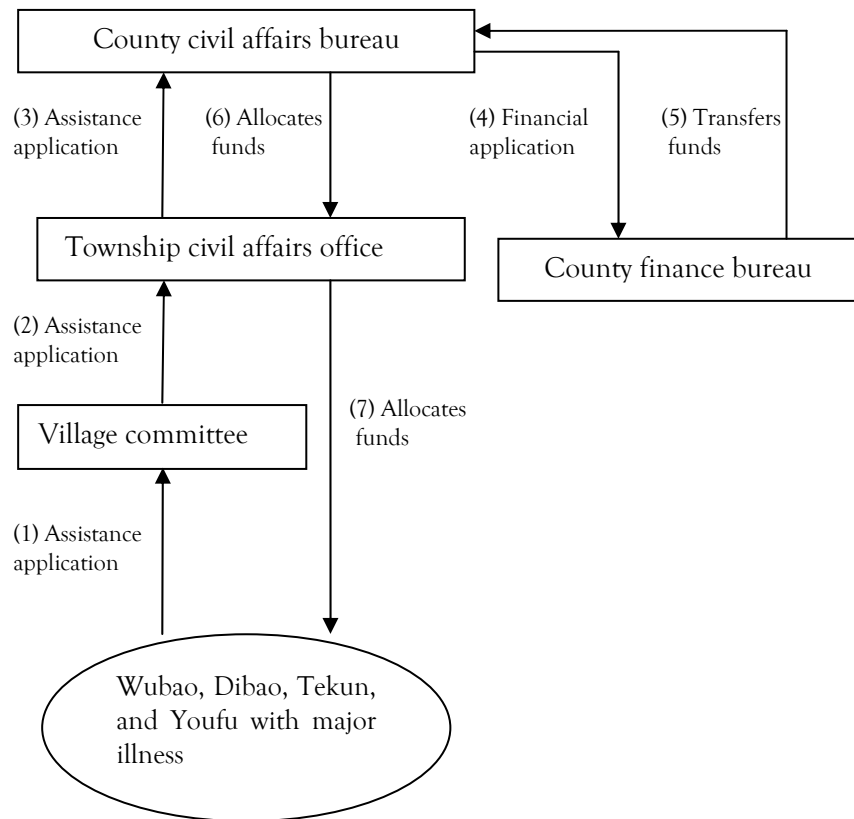 County civil affairs bureau
(3) Assistance
application
(6) Allocates
funds
(4) Financial
application
(5) Transfers
funds
Township civil affairs office
County finance bureau
(2) Assistance
application
Village committee
(7) Allocates
funds
(1) Assistance
application
Wubao, Dibao, Tekun,
and Youfu with major
illness